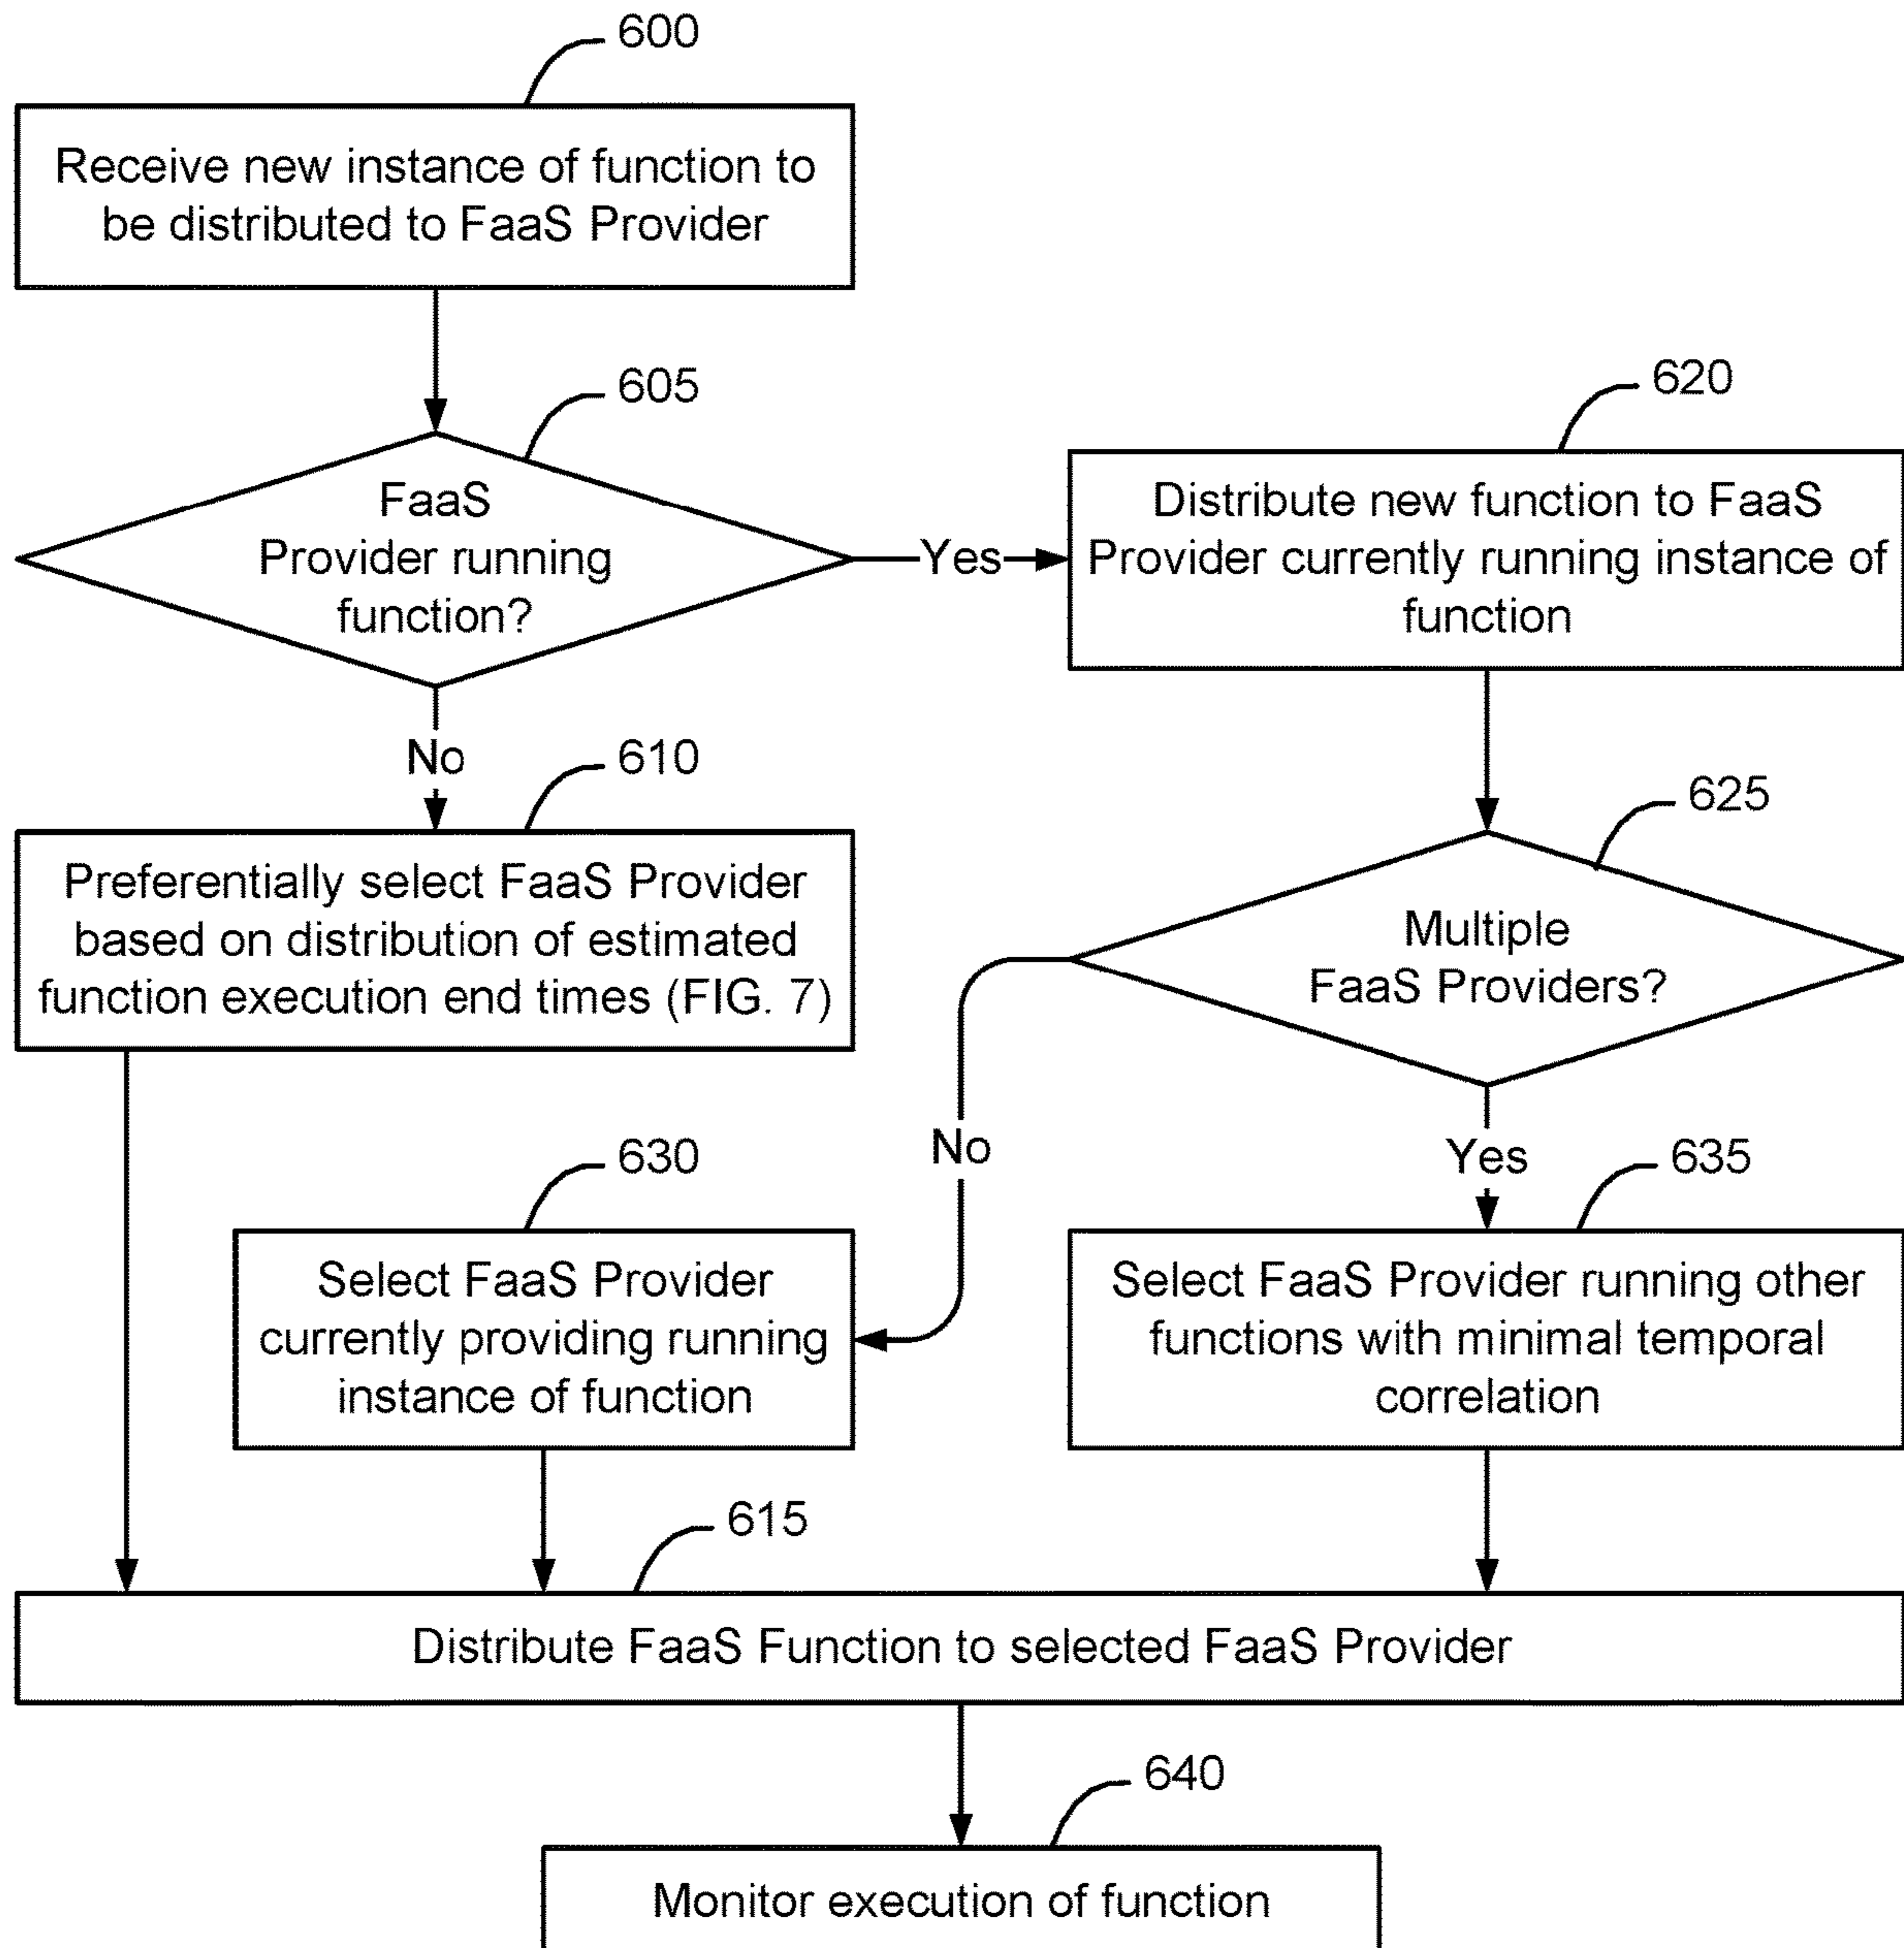 600
Receive new instance of function to
be distributed to FaaS Provider
605
FaaS
Provider running
function?
Yes
620
Distribute new function to FaaS
Provider currently running instance of
function
No
610
Preferentially select FaaS Provider
based on distribution of estimated
function execution end times (FIG. 7)
625
Multiple
FaaS Providers?
No
Yes
630
Select FaaS Provider
currently providing running
instance of function
635
Select FaaS Provider running other
functions with minimal temporal
correlation
615
Distribute FaaS Function to selected FaaS Provider
640
Monitor execution of function